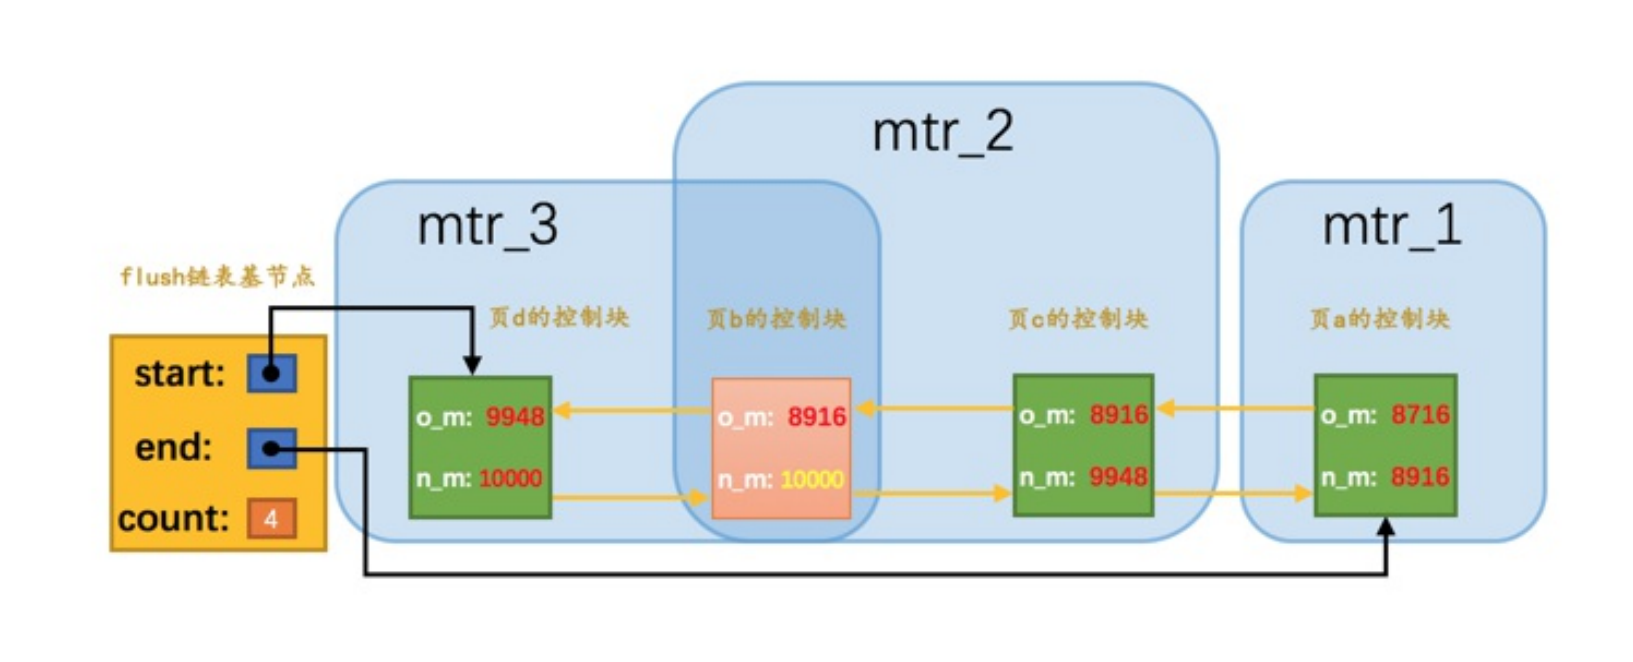 mtr_2
mtr_3
mtr_1
flush链表基节点
页d的控制块
页b的控制块
页c的控制块
页a的控制块
start:
end:
count: 4
o_m: 9948
n_m: 10000
o_m: 8916
n_m: 10000
o_m: 8916
n_m: 9948
o_m: 8716
n_m: 8916